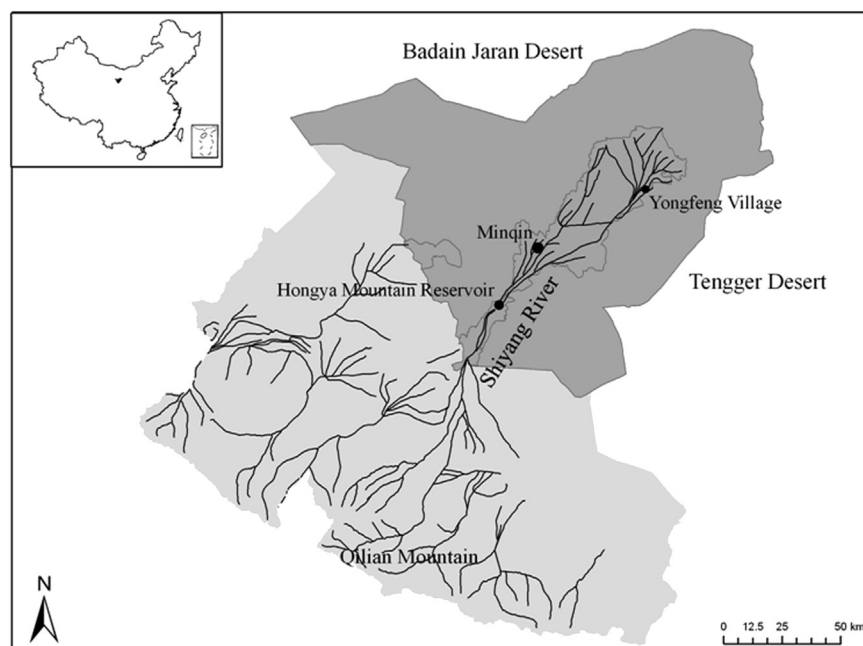 Badain Jaran Desert
Yongfeng Village
Minqin
Tengger Desert
Hongya Mountain Reservoir
Shiyang River
Qilian Mountain
N
0 12.5 25 50 km